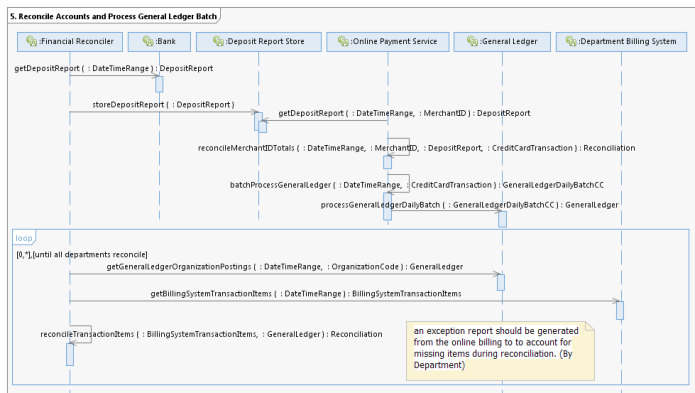 5. Reconcile Accounts and Process General Ledger Batch
:Financial Reconciler
:Bank
:Deposit Report Store
:Online Payment Service
:General Ledger
:Department Billing System
getDepositReport ( : DateTimeRange ) : DepositReport
storeDepositReport ( : DepositReport )
getDepositReport ( : DateTimeRange, : MerchantID ) : DepositReport
reconcileMerchantIDTotals ( : DateTimeRange, : MerchantID, : DepositReport, : CreditCardTransaction ) : Reconciliation
batchProcessGeneralLedger ( : DateTimeRange, : CreditCardTransaction ) : GeneralLedgerDailyBatchCC
processGeneralLedgerDailyBatch ( : GeneralLedgerDailyBatchCC ) : GeneralLedger
loop
[0,*],[until all departments reconcile]
getGeneralLedgerOrganizationPostings ( : DateTimeRange, : OrganizationCode ) : GeneralLedger
getBillingSystemTransactionItems ( : DateTimeRange ) : BillingSystemTransactionItems
reconcileTransactionItems ( : BillingSystemTransactionItems, : GeneralLedger ) : Reconciliation
an exception report should be generated
from the online billing to to account for
missing items during reconciliation. (By
Department)